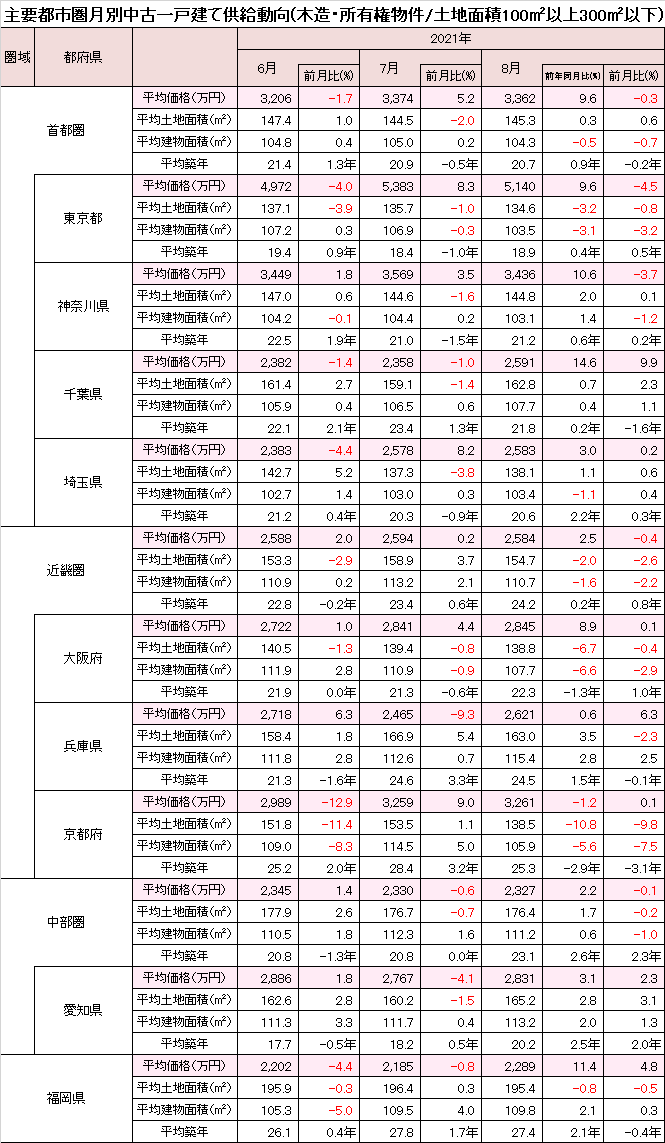 主要都市圏月別中古一戸建て供給動向(木造・所有権物件/土地面積100㎡以上300㎡以下)
圏域 都府県 2021年
6月 前月比(%) 7月 前月比(%) 8月 前年同月比(%) 前月比(%)
首都圏
平均価格(万円) 3,206 -1.7 3,374 5.2 3,362 9.6 -0.3
平均土地面積(㎡) 147.4 1.0 144.5 -2.0 145.3 0.3 0.6
平均建物面積(㎡) 104.8 0.4 105.0 0.2 104.3 -0.5 -0.7
平均築年 21.4 1.3年 20.9 -0.5年 20.7 0.9年 -0.2年
東京都
平均価格(万円) 4,972 -4.0 5,383 8.3 5,140 9.6 -4.5
平均土地面積(㎡) 137.1 -3.9 135.7 -1.0 134.6 -3.2 -0.8
平均建物面積(㎡) 107.2 0.3 106.9 -0.3 103.5 -3.1 -3.2
平均築年 19.4 0.9年 18.4 -1.0年 18.9 0.4年 0.5年
神奈川県
平均価格(万円) 3,449 1.8 3,569 3.5 3,436 10.6 -3.7
平均土地面積(㎡) 147.0 0.6 144.6 -1.6 144.8 2.0 0.1
平均建物面積(㎡) 104.2 -0.1 104.4 0.2 103.1 1.4 -1.2
平均築年 22.5 1.9年 21.0 -1.5年 21.2 0.6年 0.2年
千葉県
平均価格(万円) 2,382 -1.4 2,358 -1.0 2,591 14.6 9.9
平均土地面積(㎡) 161.4 2.7 159.1 -1.4 162.8 0.7 2.3
平均建物面積(㎡) 105.9 0.4 106.5 0.6 107.7 0.4 1.1
平均築年 22.1 2.1年 23.4 1.3年 21.8 0.2年 -1.6年
埼玉県
平均価格(万円) 2,383 -4.4 2,578 8.2 2,583 3.0 0.2
平均土地面積(㎡) 142.7 5.2 137.3 -3.8 138.1 1.1 0.6
平均建物面積(㎡) 102.7 1.4 103.0 0.3 103.4 -1.1 0.4
平均築年 21.2 0.4年 20.3 -0.9年 20.6 2.2年 0.3年
近畿圏
平均価格(万円) 2,588 2.0 2,594 0.2 2,584 2.5 -0.4
平均土地面積(㎡) 153.3 -2.9 158.9 3.7 154.7 -2.0 -2.6
平均建物面積(㎡) 110.9 0.2 113.2 2.1 110.7 -1.6 -2.2
平均築年 22.8 -0.2年 23.4 0.6年 24.2 0.2年 0.8年
大阪府
平均価格(万円) 2,722 1.0 2,841 4.4 2,845 8.9 0.1
平均土地面積(㎡) 140.5 -1.3 139.4 -0.8 138.8 -6.7 -0.4
平均建物面積(㎡) 111.9 2.8 110.9 -0.9 107.7 -6.6 -2.9
平均築年 21.9 0.0年 21.3 -0.6年 22.3 -1.3年 1.0年
兵庫県
平均価格(万円) 2,718 6.3 2,465 -9.3 2,621 0.6 6.3
平均土地面積(㎡) 158.4 1.8 166.9 5.4 163.0 3.5 -2.3
平均建物面積(㎡) 111.8 2.8 112.6 0.7 115.4 2.8 2.5
平均築年 21.3 -1.6年 24.6 3.3年 24.5 1.5年 -0.1年
京都府
平均価格(万円) 2,989 -12.9 3,259 9.0 3,261 -1.2 0.1
平均土地面積(㎡) 151.8 -11.4 153.5 1.1 138.5 -10.8 -9.8
平均建物面積(㎡) 109.0 -8.3 114.5 5.0 105.9 -5.6 -7.5
平均築年 25.2 2.0年 28.4 3.2年 25.3 -2.9年 -3.1年
中部圏
平均価格(万円) 2,345 1.4 2,330 -0.6 2,327 2.2 -0.1
平均土地面積(㎡) 177.9 2.6 176.7 -0.7 176.4 1.7 -0.2
平均建物面積(㎡) 110.5 1.8 112.3 1.6 111.2 0.6 -1.0
平均築年 20.8 -1.3年 20.8 0.0年 23.1 2.6年 2.3年
愛知県
平均価格(万円) 2,886 1.8 2,767 -4.1 2,831 3.1 2.3
平均土地面積(㎡) 162.6 2.8 160.2 -1.5 165.2 2.8 3.1
平均建物面積(㎡) 111.3 3.3 111.7 0.4 113.2 2.0 1.3
平均築年 17.7 -0.5年 18.2 0.5年 20.2 2.5年 2.0年
福岡県
平均価格(万円) 2,202 -4.4 2,185 -0.8 2,289 11.4 4.8
平均土地面積(㎡) 195.9 -0.3 196.4 0.3 195.4 -0.8 -0.5
平均建物面積(㎡) 105.3 -5.0 109.5 4.0 109.8 2.1 0.3
平均築年 26.1 0.4年 27.8 1.7年 27.4 2.1年 -0.4年